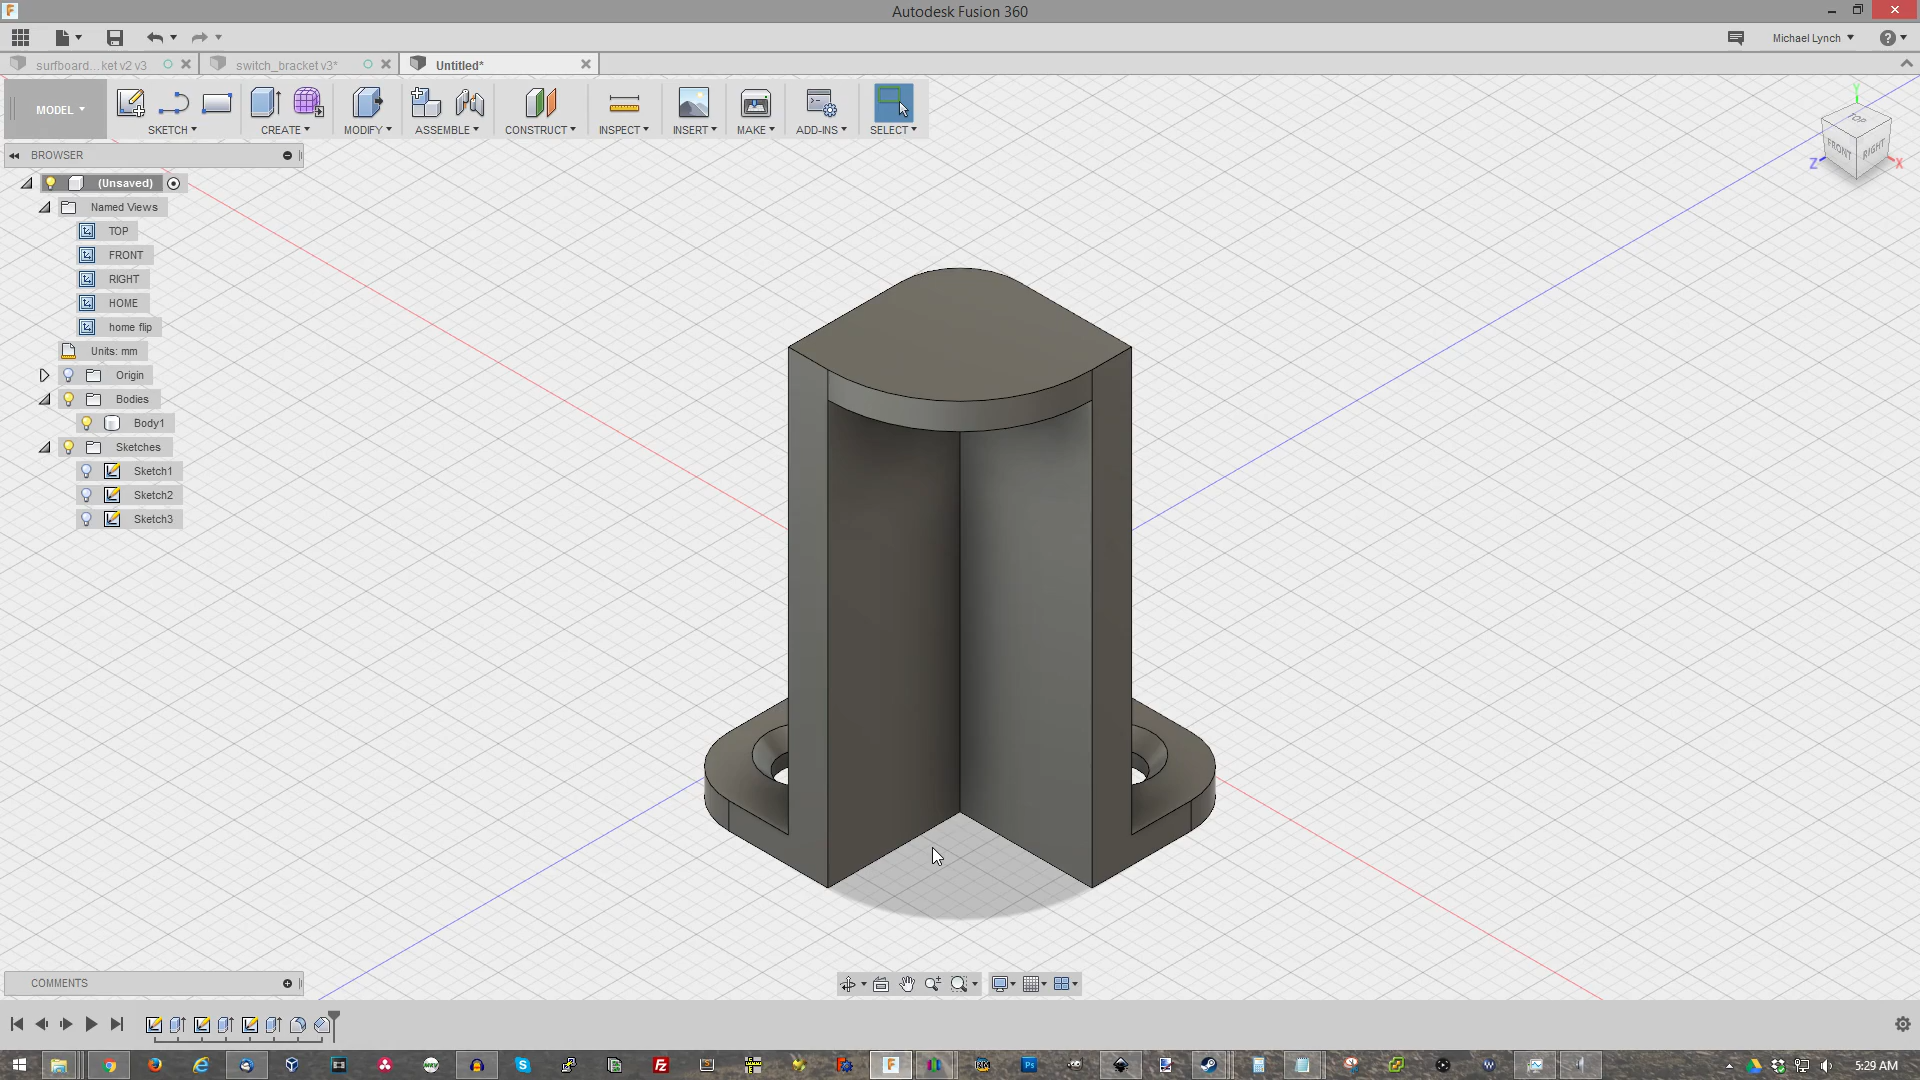 Autodesk Fusion 360
Michael Lynch
surfboard...ket v2 v3
switch_bracket v3*
Untitled*
MODEL
SKETCH
CREATE
MODIFY
ASSEMBLE
CONSTRUCT
INSPECT
INSERT
MAKE
ADD-INS
SELECT
Y
TOP
FRONT
RIGHT
Z
X
BROWSER
(Unsaved)
Named Views
TOP
FRONT
RIGHT
HOME
home flip
Units: mm
Origin
Bodies
Body1
Sketches
Sketch1
Sketch2
Sketch3
COMMENTS
5:29 AM